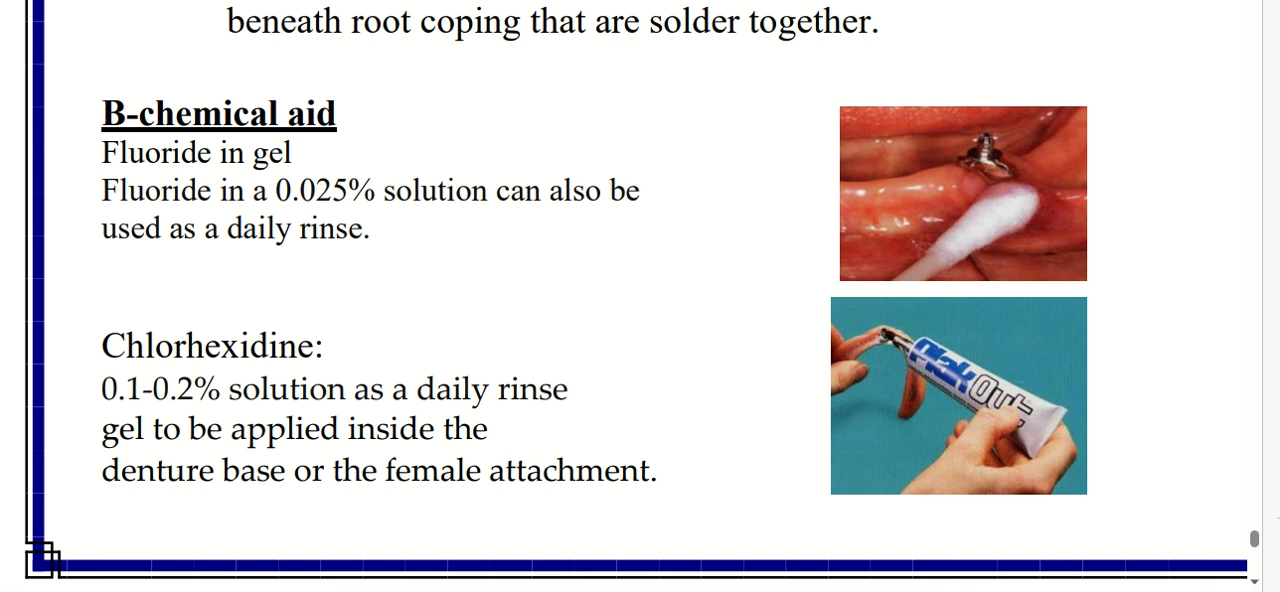 beneath root coping that are solder together.
B-chemical aid
Fluoride in gel
Fluoride in a 0.025% solution can also be
used as a daily rinse.
Chlorhexidine:
0.1-0.2% solution as a daily rinse
gel to be applied inside the
denture base or the female attachment.
Plak Out